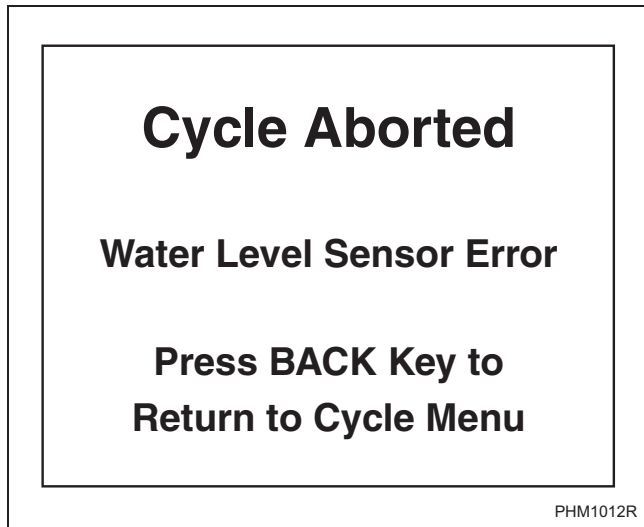 Cycle Aborted
Water Level Sensor Error
Press BACK Key to
Return to Cycle Menu
PHM1012R